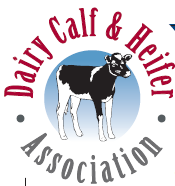 Dairy Calf & Heifer
Association